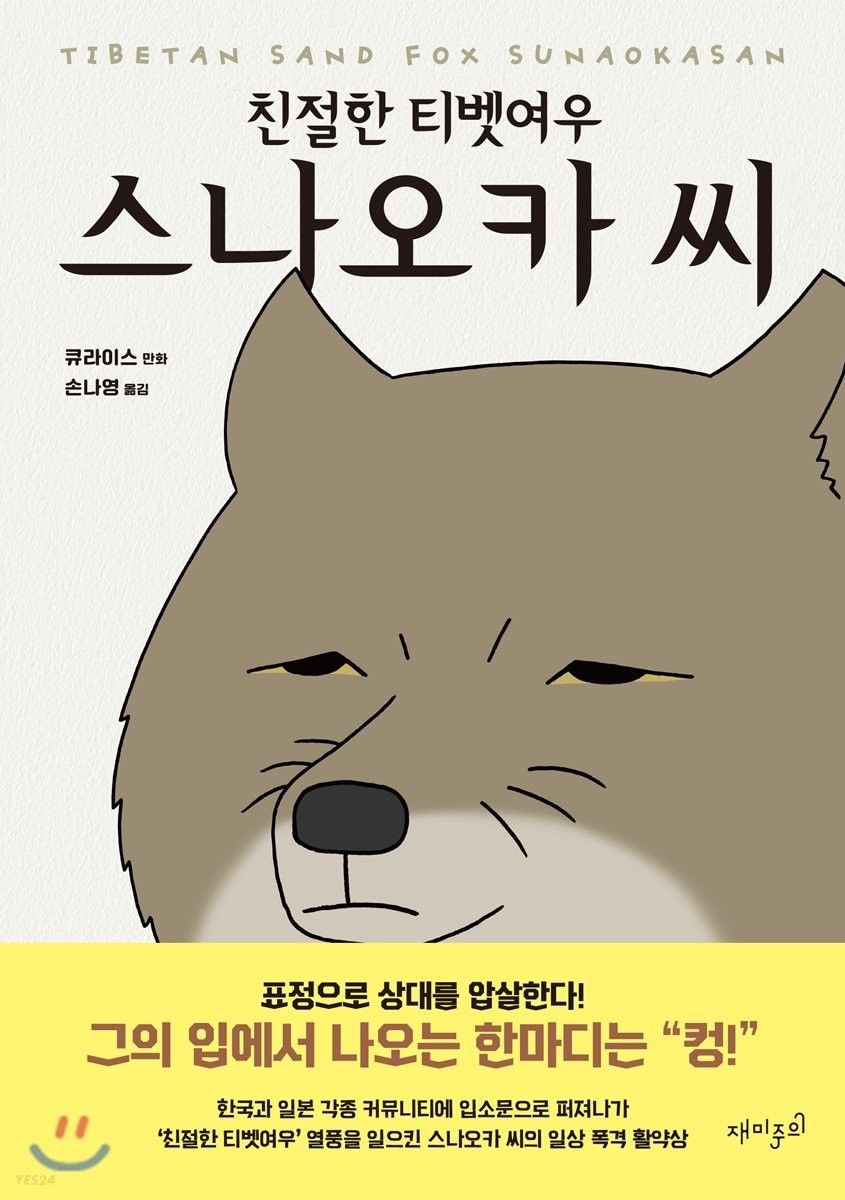 TIBETAN SAND FOX SUNAOKASAN
친절한 티벳여우
스나오카 씨
큐라이스 만화
손나영 옮김
표정으로 상대를 압살한다!
그의 입에서 나오는 한마디는 “컹!”
한국과 일본 각종 커뮤니티에 입소문으로 퍼져나가
‘친절한 티벳여우’ 열풍을 일으킨 스나오카 씨의 일상 폭격 활약상
재미주의
YES24